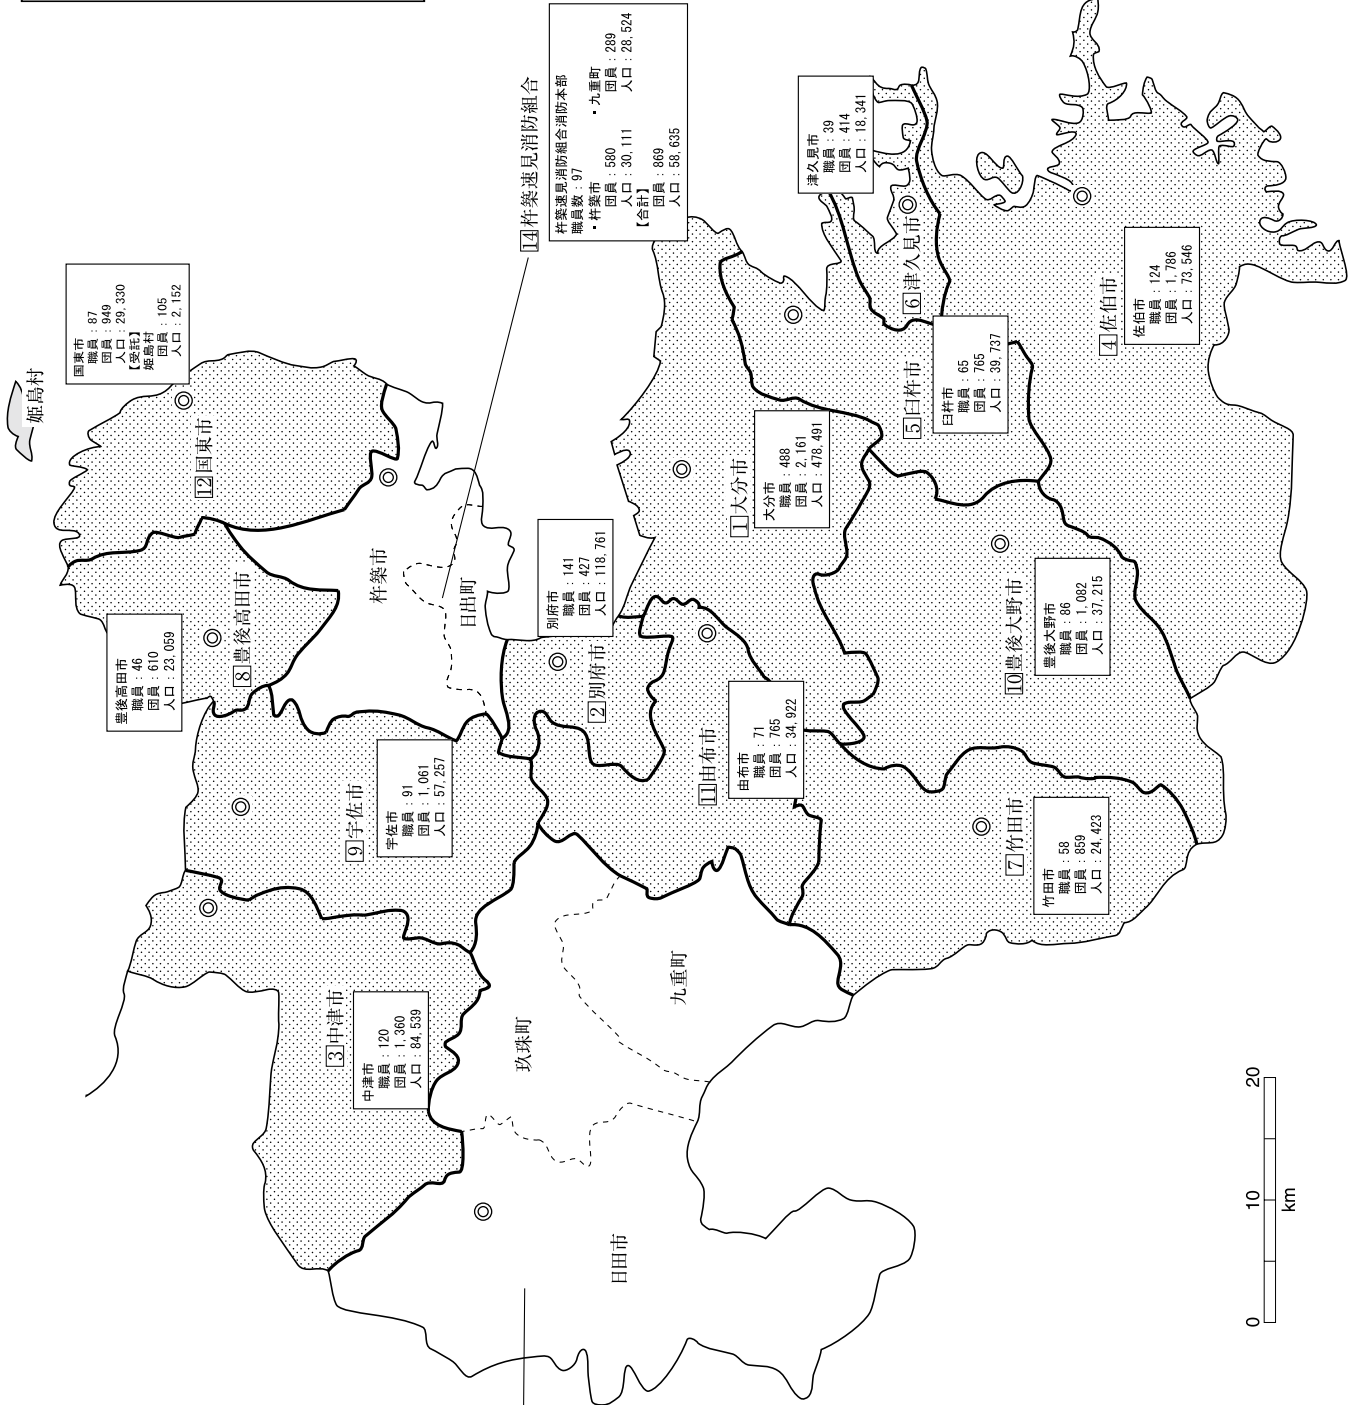 姫島村
国東市
職員：87
団員：949
人口：29,330
【受託】
姫島村
団員：105
人口：2,152
12国東市
豊後高田市
職員：46
団員：610
人口：23,059
8豊後高田市
杵築市
日出町
14杵築速見消防組合
杵築速見消防組合消防本部
職員数：97
・杵築市　・九重町
団員：580　団員：289
人口：30,111　人口：28,524
【合計】
団員：869
人口：58,635
宇佐市
職員：91
団員：1,061
人口：57,257
9宇佐市
別府市
職員：141
団員：427
人口：118,761
2別府市
中津市
職員：120
団員：1,360
人口：84,539
3中津市
玖珠町
九重町
日田市
11由布市
由布市
職員：71
団員：765
人口：34,922
1大分市
大分市
職員：488
団員：2,161
人口：478,491
津久見市
職員：39
団員：414
人口：18,341
6津久見市
5臼杵市
臼杵市
職員：65
団員：765
人口：39,737
4佐伯市
佐伯市
職員：124
団員：1,786
人口：73,546
10豊後大野市
豊後大野市
職員：86
団員：1,082
人口：37,215
7竹田市
竹田市
職員：58
団員：859
人口：24,423
0 10 20
km